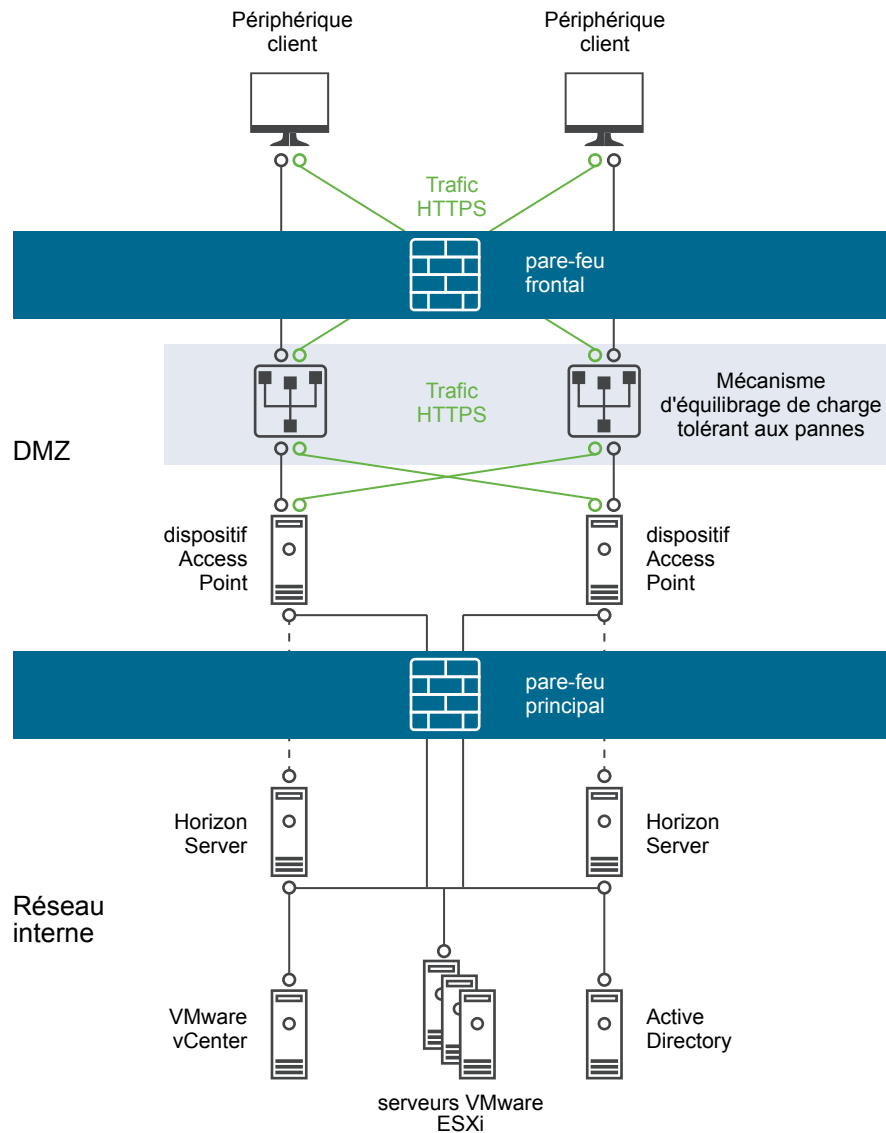 Périphérique
client
Périphérique
client
Trafic
HTTPS
pare-feu
frontal
Trafic
HTTPS
Mécanisme
d'équilibrage de charge
tolérant aux pannes
DMZ
dispositif
Access
Point
dispositif
Access
Point
pare-feu
principal
Horizon
Server
Horizon
Server
Réseau
interne
VMware
vCenter
Active
Directory
serveurs VMware
ESXi